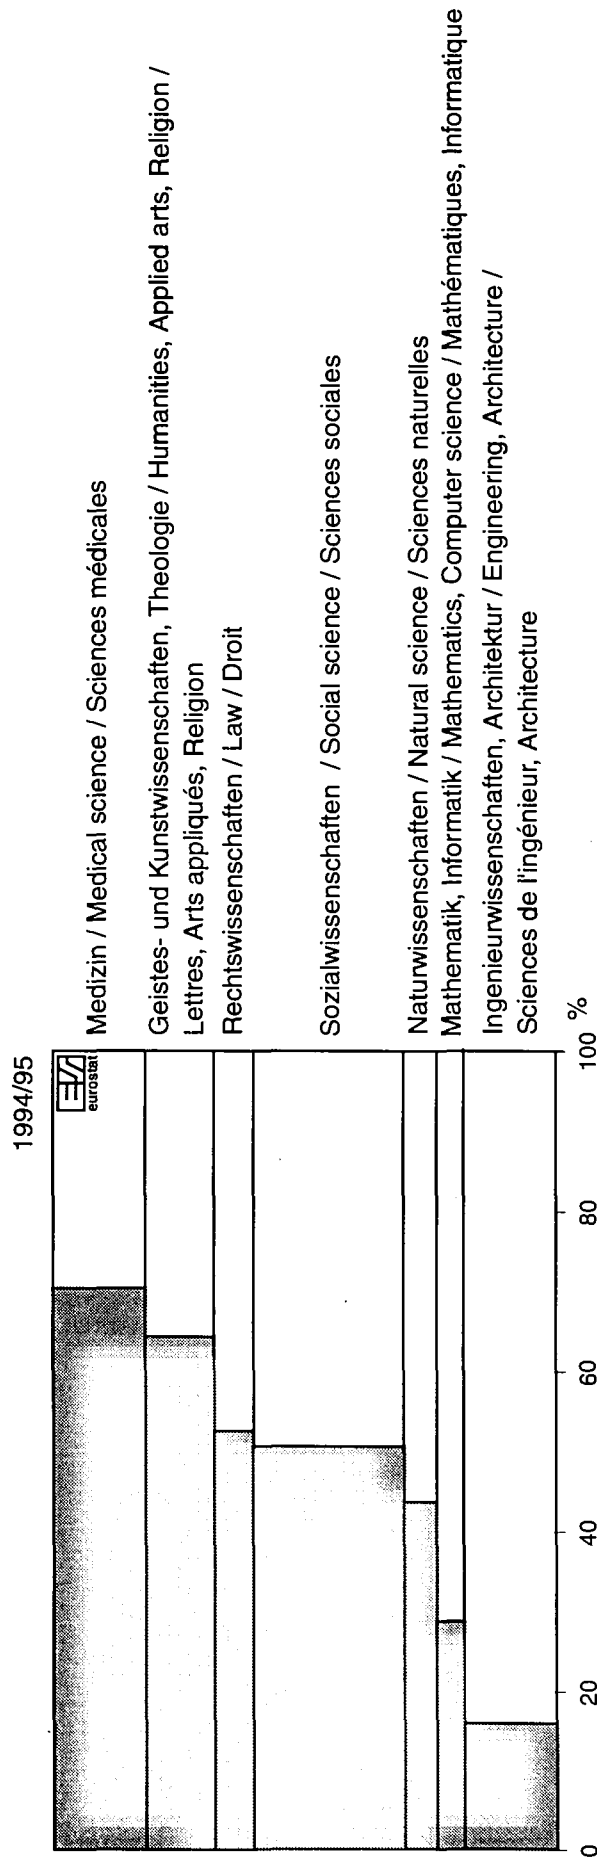 1994/95
eurostat
Medizin / Medical science / Sciences médicales
Geistes- und Kunstwissenschaften, Theologie / Humanities, Applied arts, Religion /
Lettres, Arts appliqués, Religion
Rechtswissenschaften / Law / Droit
Sozialwissenschaften / Social science / Sciences sociales
Naturwissenschaften / Natural science / Sciences naturelles
Mathematik, Informatik / Mathematics, Computer science / Mathématiques, Informatique
Ingenieurwissenschaften, Architektur / Engineering, Architecture /
Sciences de l'ingénieur, Architecture
0 20 40 60 80 100 %